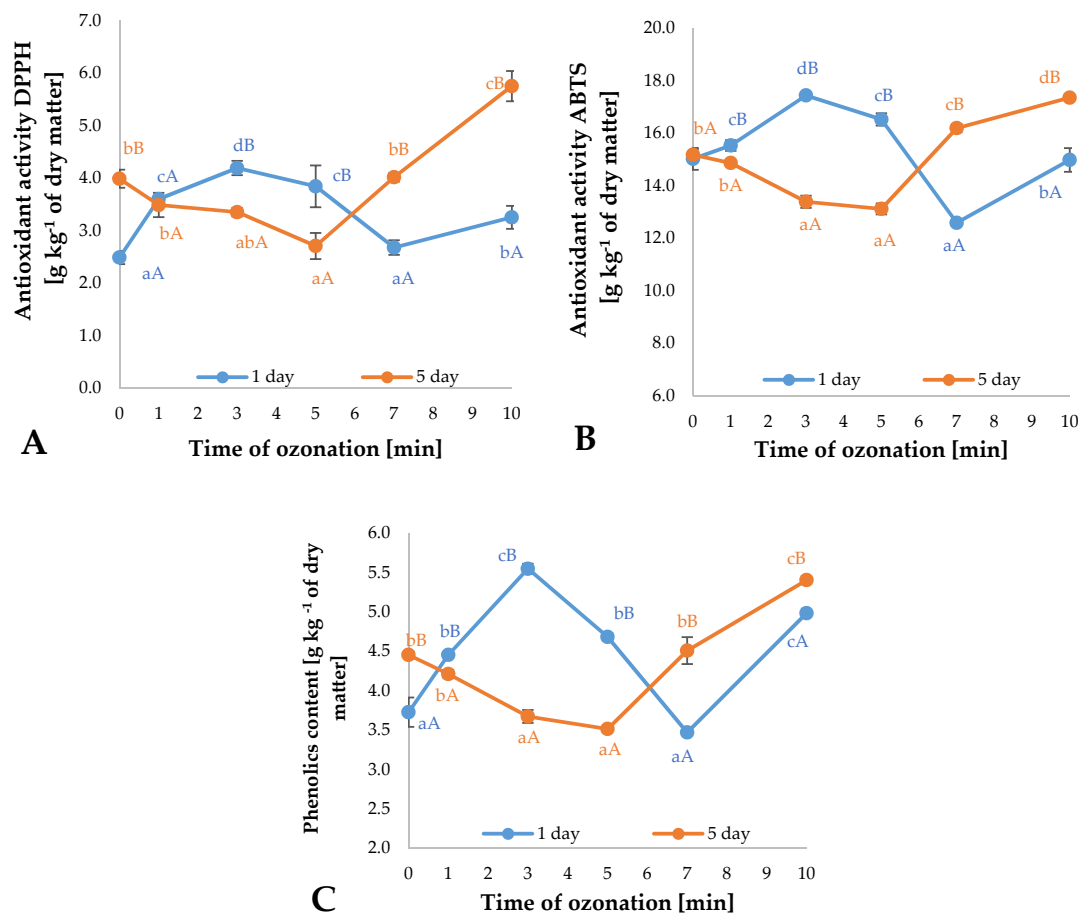 Antioxidant activity DPPH
[g kg⁻¹ of dry matter]
7.0
6.0
5.0
4.0
3.0
2.0
1.0
0.0
bB
cA
dB
cB
bB
cB
aA
bA
abA
aA
aA
bA
1 day
5 day
0 1 2 3 4 5 6 7 8 9 10
Time of ozonation [min]
A
Antioxidant activity ABTS
[g kg⁻¹ of dry matter]
20.0
18.0
16.0
14.0
12.0
10.0
8.0
6.0
bA
cB
dB
cB
cB
dB
bA
aA
aA
aA
bA
1 day
5 day
0 1 2 3 4 5 6 7 8 9 10
Time of ozonation [min]
B
Phenolics content [g kg ⁻¹ of dry
matter]
6.0
5.5
5.0
4.5
4.0
3.5
3.0
2.5
2.0
bB
bB
cB
bB
bB
cB
aA
bA
aA
aA
aA
cA
1 day
5 day
0 1 2 3 4 5 6 7 8 9 10
Time of ozonation [min]
C